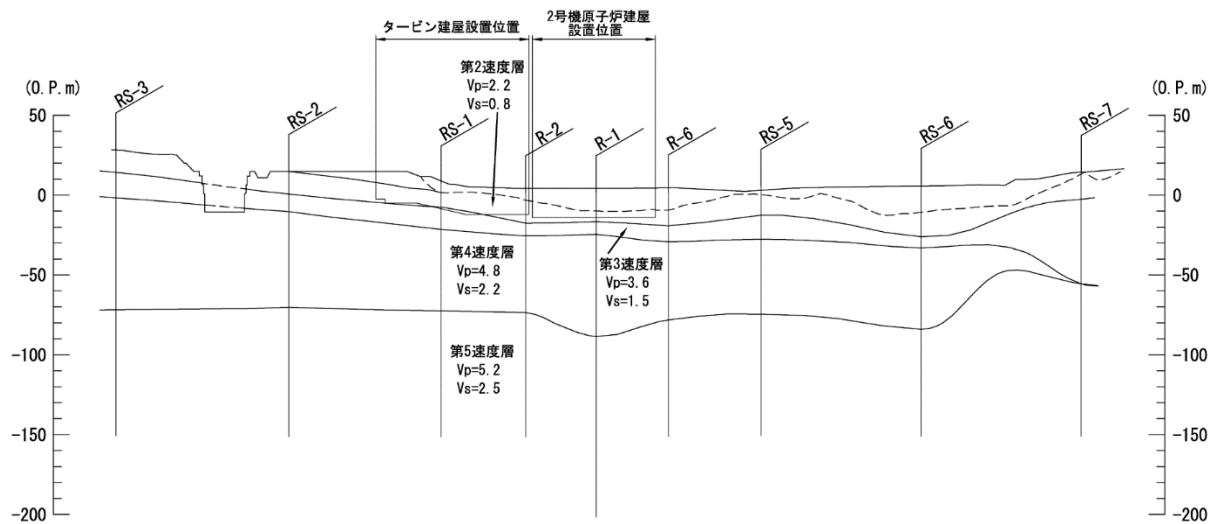 タービン建屋設置位置
2号機原子炉建屋
設置位置
第2速度層
Vp=2.2
Vs=0.8
(O.P.m)
(O.P.m)
RS-3
RS-2
RS-1
R-2
R-1
R-6
RS-5
RS-6
RS-7
50
0
-50
-100
-150
-200
第4速度層
Vp=4.8
Vs=2.2
第3速度層
Vp=3.6
Vs=1.5
第5速度層
Vp=5.2
Vs=2.5
50
0
-50
-100
-150
-200